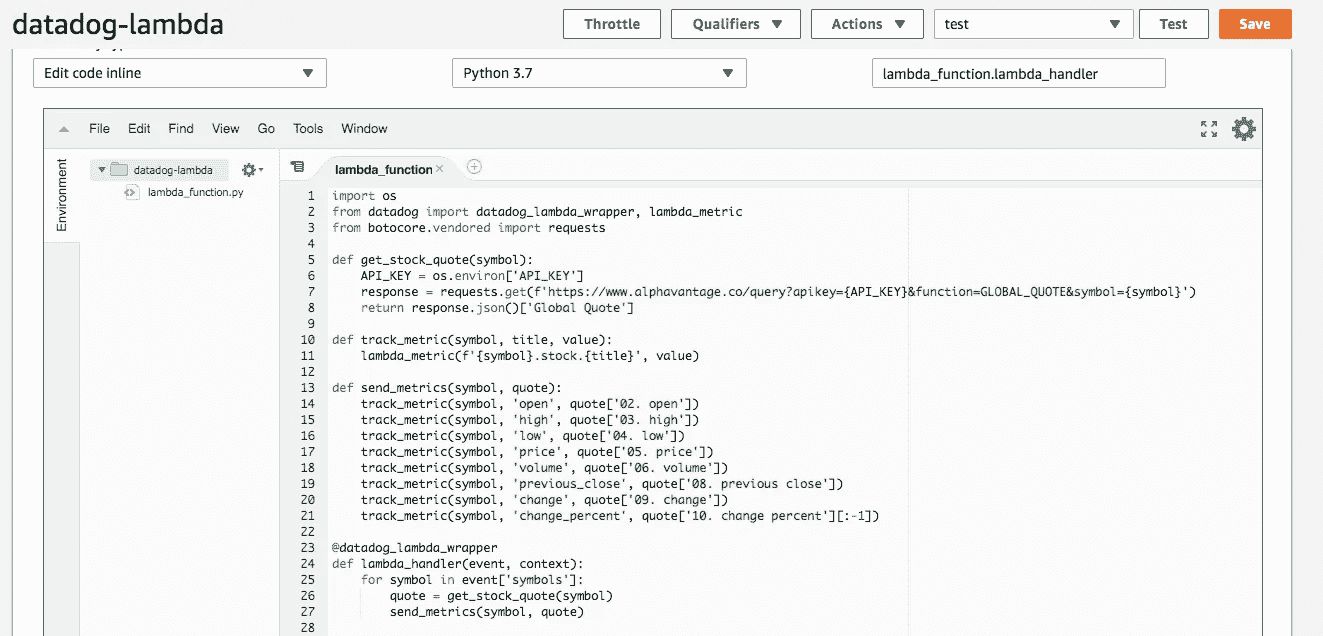 datadog-lambda
Throttle
Qualifiers
Actions
test
Test
Save
Edit code inline
Python 3.7
lambda_function.lambda_handler
File Edit Find View Go Tools Window
Environment
datadog-lambda
lambda_function.py
lambda_function
1 import os
2 from datadog import datadog_lambda_wrapper, lambda_metric
3 from botocore.vendored import requests
4
5 def get_stock_quote(symbol):
6     API_KEY = os.environ['API_KEY']
7     response = requests.get(f'https://www.alphavantage.co/query?apikey={API_KEY}&function=GLOBAL_QUOTE&symbol={symbol}')
8     return response.json()['Global Quote']
9
10 def track_metric(symbol, title, value):
11     lambda_metric(f'{symbol}.stock.{title}', value)
12
13 def send_metrics(symbol, quote):
14     track_metric(symbol, 'open', quote['02. open'])
15     track_metric(symbol, 'high', quote['03. high'])
16     track_metric(symbol, 'low', quote['04. low'])
17     track_metric(symbol, 'price', quote['05. price'])
18     track_metric(symbol, 'volume', quote['06. volume'])
19     track_metric(symbol, 'previous_close', quote['08. previous close'])
20     track_metric(symbol, 'change', quote['09. change'])
21     track_metric(symbol, 'change_percent', quote['10. change percent'][:-1])
22
23 @datadog_lambda_wrapper
24 def lambda_handler(event, context):
25     for symbol in event['symbols']:
26         quote = get_stock_quote(symbol)
27         send_metrics(symbol, quote)
28